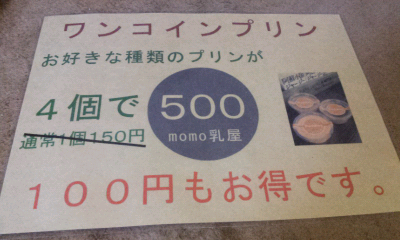 ワンコインプリン
お好きな種類のプリンが
4個で 500
通常1個150円
momo乳屋
100円もお得です。